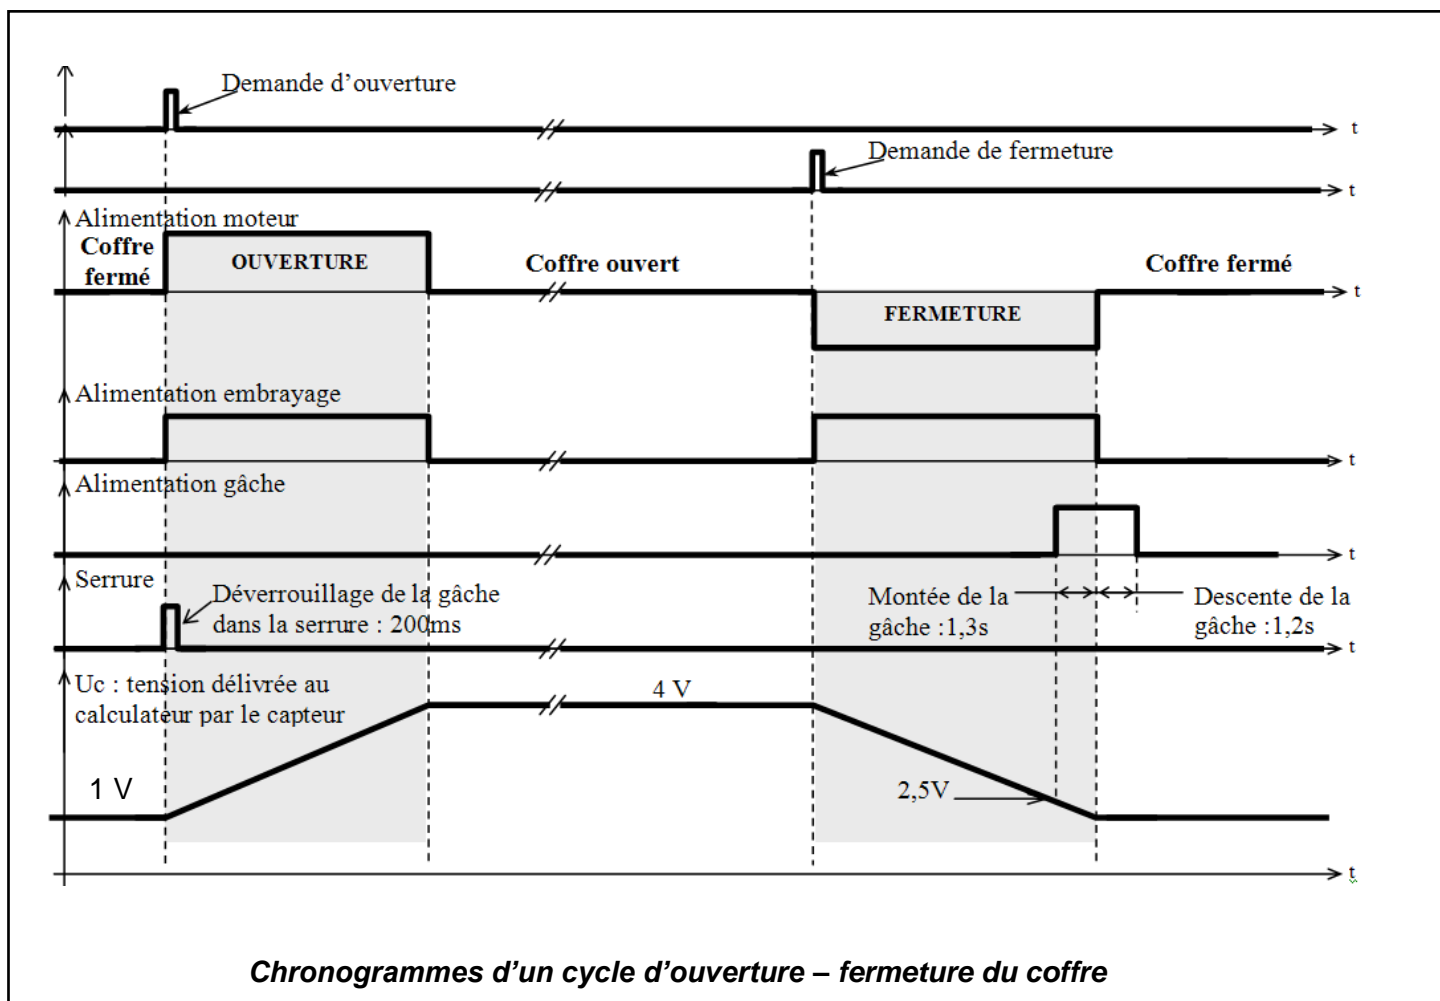 Demande d'ouverture
t
Demande de fermeture
t
Alimentation moteur
Coffre
fermé
OUVERTURE
Coffre ouvert
Coffre fermé
t
FERMETURE
Alimentation embrayage
t
Alimentation gâche
t
Serrure
Déverrouillage de la gâche
dans la serrure : 200ms
Montée de la
gâche :1,3s
Descente de la
gâche :1,2s
t
Uc : tension délivrée au
calculateur par le capteur
4 V
1 V
2,5V
t
Chronogrammes d'un cycle d'ouverture – fermeture du coffre